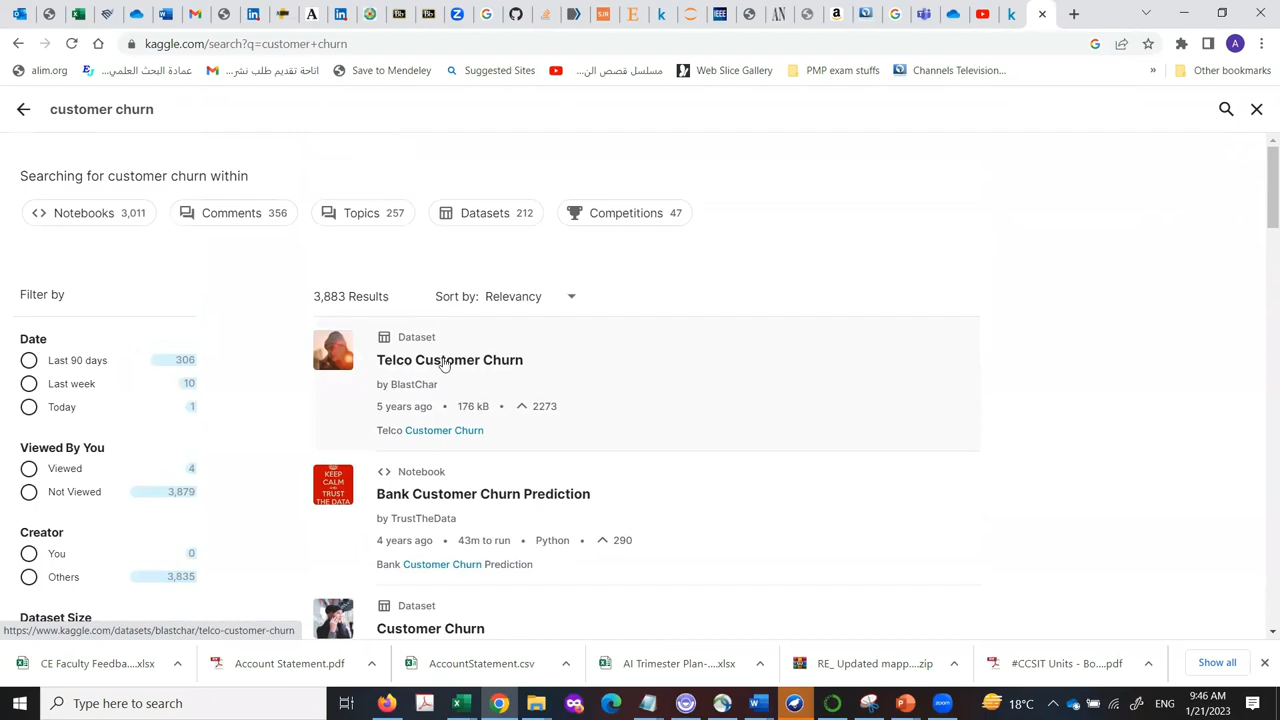 kaggle.com/search?q=customer+churn
A
alim.org
عمادة البحث العلمي...
اتاحة تقديم طلب نشر...
Save to Mendeley
Suggested Sites
مسلسل قصص الن...
Web Slice Gallery
PMP exam stuffs
Channels Television...
»
Other bookmarks
customer churn
Searching for customer churn within
Notebooks 3,011
Comments 356
Topics 257
Datasets 212
Competitions 47
Filter by
3,883 Results
Sort by: Relevancy
Date
Last 90 days 306
Last week 10
Today 1
Viewed By You
Viewed 4
Not Viewed 3,879
Creator
You 0
Others 3,835
Dataset Size
Dataset
Telco Customer Churn
by BlastChar
5 years ago • 176 kB • 2273
Telco Customer Churn
KEEP
CALM
AND
TRUST
THE DATA
Notebook
Bank Customer Churn Prediction
by TrustTheData
4 years ago • 43m to run • Python • 290
Bank Customer Churn Prediction
Dataset
Customer Churn
https://www.kaggle.com/datasets/blastchar/telco-customer-churn
CE Faculty Feedba....xlsx
Account Statement.pdf
AccountStatement.csv
AI Trimester Plan-....xlsx
RE_ Updated mapp....zip
#CCSIT Units - Bo....pdf
Show all
Type here to search
zoom
18°C
ENG
9:46 AM
1/21/2023